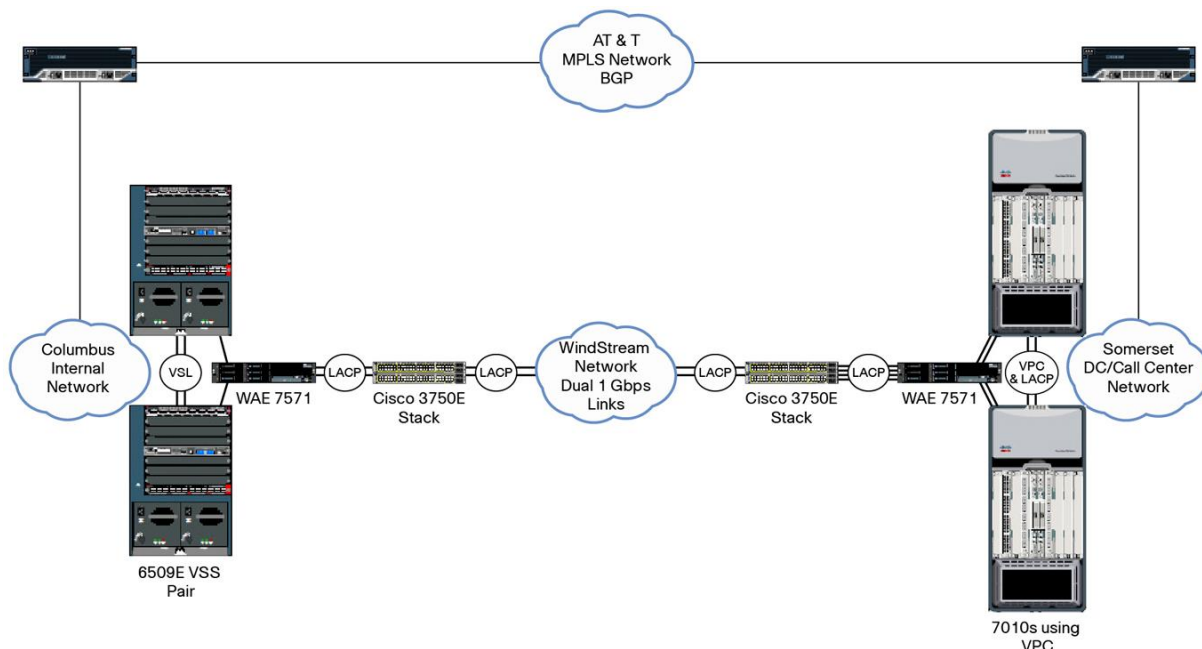 AT & T
MPLS Network
BGP
Columbus
Internal
Network
VSL
WAE 7571
LACP
Cisco 3750E
Stack
LACP
WindStream
Network
Dual 1 Gbps
Links
LACP
Cisco 3750E
Stack
LACP
WAE 7571
VPC
& LACP
Somerset
DC/Call Center
Network
6509E VSS
Pair
7010s using
VPC